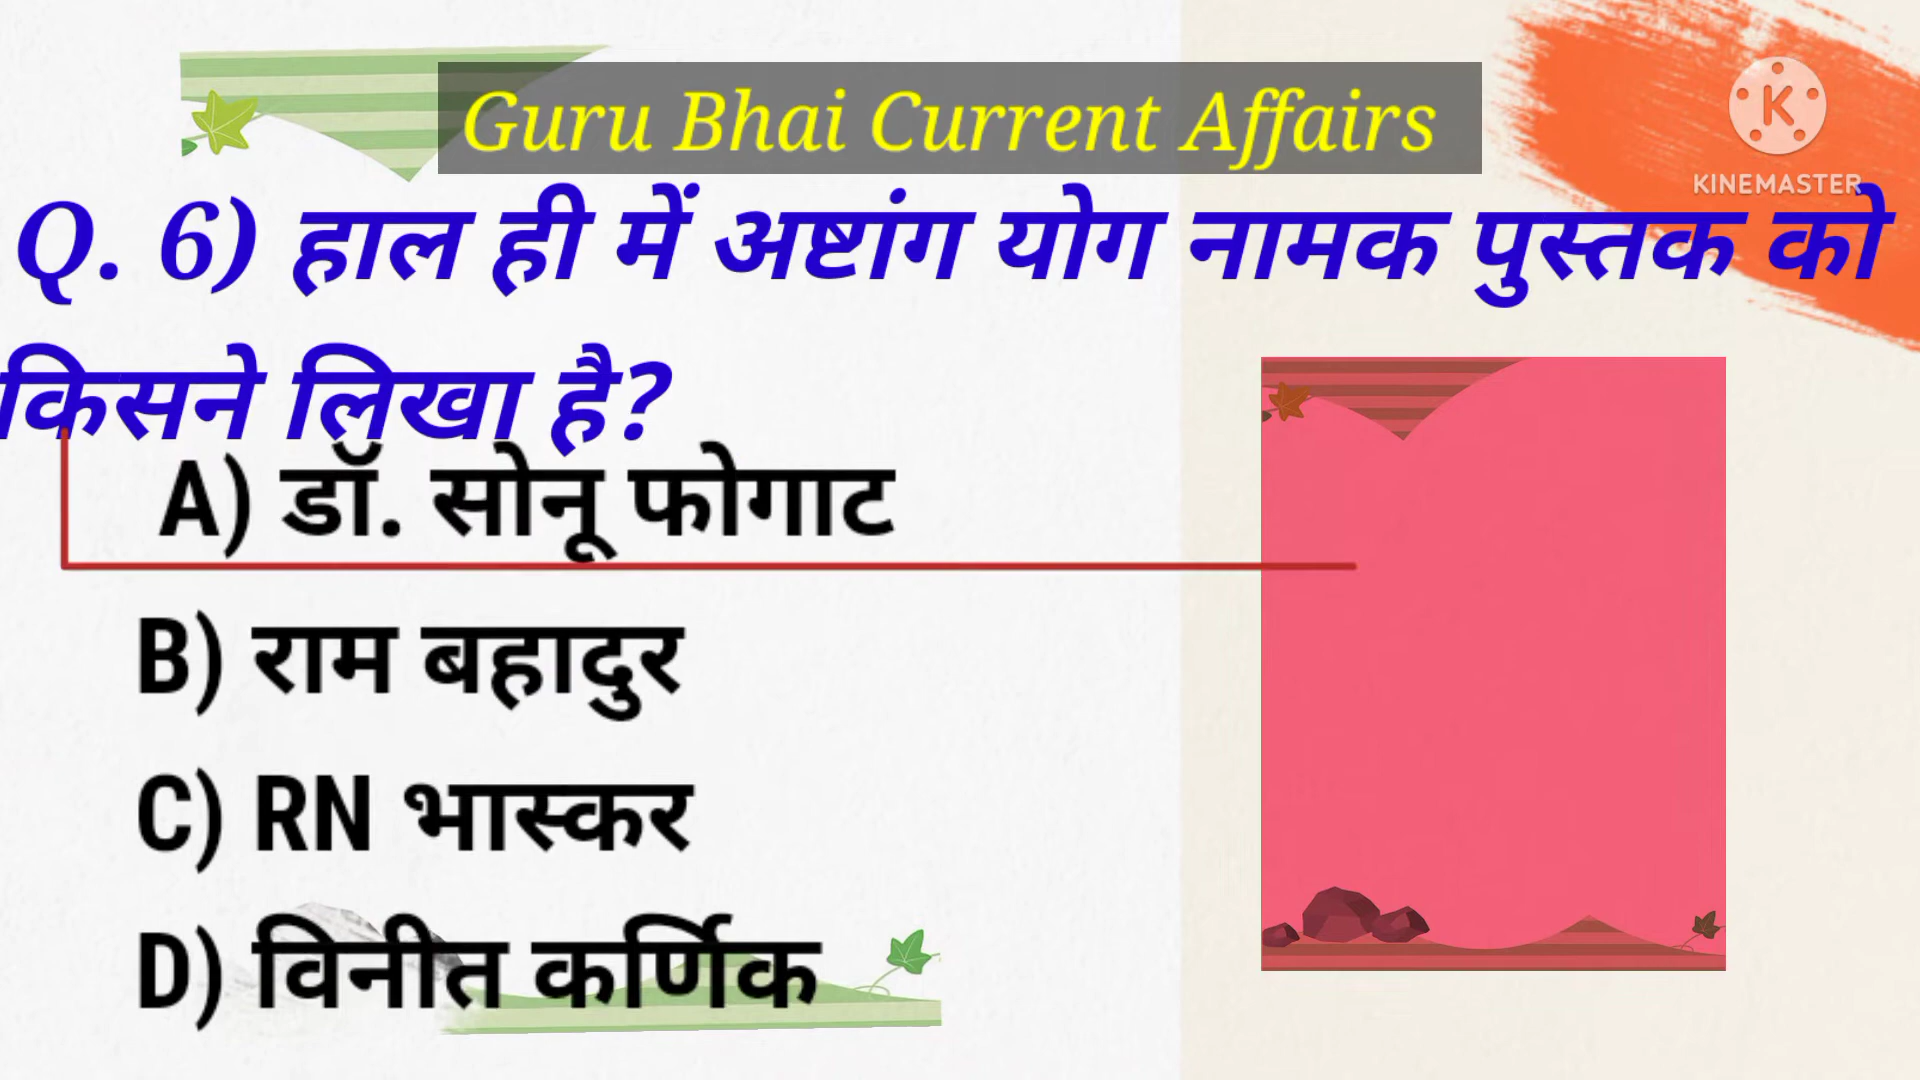 Guru Bhai Current Affairs
KINEMASTER
Q. 6) हाल ही में अष्टांग योग नामक पुस्तक को
किसने लिखा है?
A) डॉ. सोनू फोगाट
B) राम बहादुर
C) RN भास्कर
D) विनीत कर्णिक